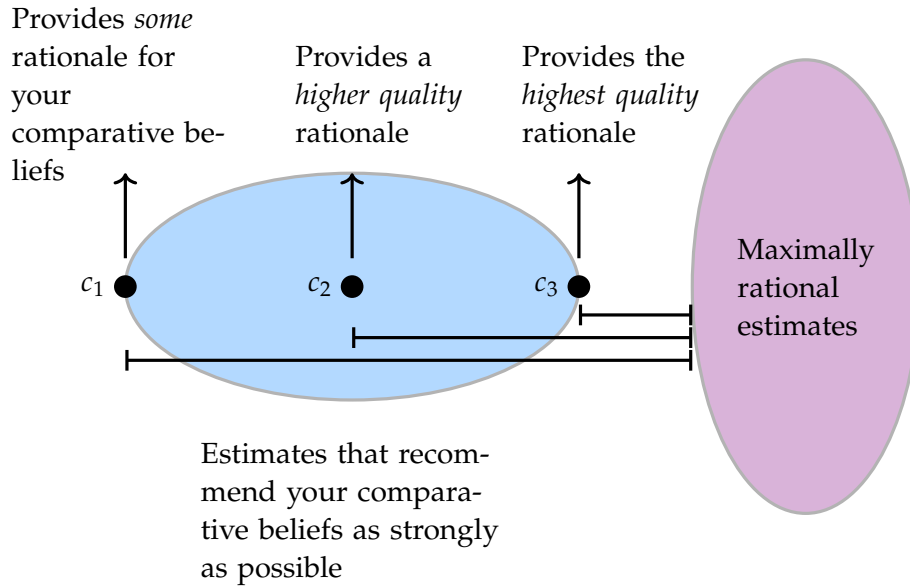 Provides some
rationale for
your
comparative be-
liefs
Provides a
higher quality
rationale
Provides the
highest quality
rationale
c1
c2
c3
Maximally
rational
estimates
Estimates that recom-
mend your compara-
tive beliefs as strongly
as possible